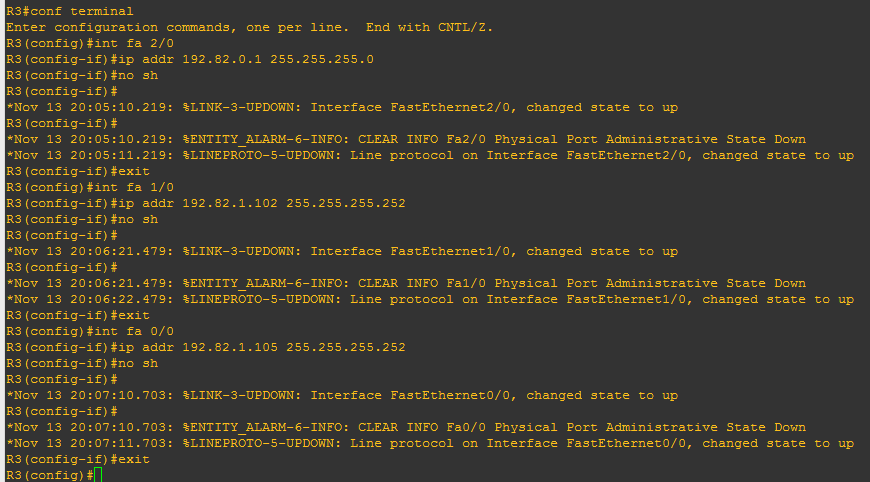 R3#conf terminal
Enter configuration commands, one per line.  End with CNTL/Z.
R3(config)#int fa 2/0
R3(config-if)#ip addr 192.82.0.1 255.255.255.0
R3(config-if)#no sh
R3(config-if)#
*Nov 13 20:05:10.219: %LINK-3-UPDOWN: Interface FastEthernet2/0, changed state to up
R3(config-if)#
*Nov 13 20:05:10.219: %ENTITY_ALARM-6-INFO: CLEAR INFO Fa2/0 Physical Port Administrative State Down
*Nov 13 20:05:11.219: %LINEPROTO-5-UPDOWN: Line protocol on Interface FastEthernet2/0, changed state to up
R3(config-if)#exit
R3(config)#int fa 1/0
R3(config-if)#ip addr 192.82.1.102 255.255.255.252
R3(config-if)#no sh
R3(config-if)#
*Nov 13 20:06:21.479: %LINK-3-UPDOWN: Interface FastEthernet1/0, changed state to up
R3(config-if)#
*Nov 13 20:06:21.479: %ENTITY_ALARM-6-INFO: CLEAR INFO Fa1/0 Physical Port Administrative State Down
*Nov 13 20:06:22.479: %LINEPROTO-5-UPDOWN: Line protocol on Interface FastEthernet1/0, changed state to up
R3(config-if)#exit
R3(config)#int fa 0/0
R3(config-if)#ip addr 192.82.1.105 255.255.255.252
R3(config-if)#no sh
R3(config-if)#
*Nov 13 20:07:10.703: %LINK-3-UPDOWN: Interface FastEthernet0/0, changed state to up
R3(config-if)#
*Nov 13 20:07:10.703: %ENTITY_ALARM-6-INFO: CLEAR INFO Fa0/0 Physical Port Administrative State Down
*Nov 13 20:07:11.703: %LINEPROTO-5-UPDOWN: Line protocol on Interface FastEthernet0/0, changed state to up
R3(config-if)#exit
R3(config)#